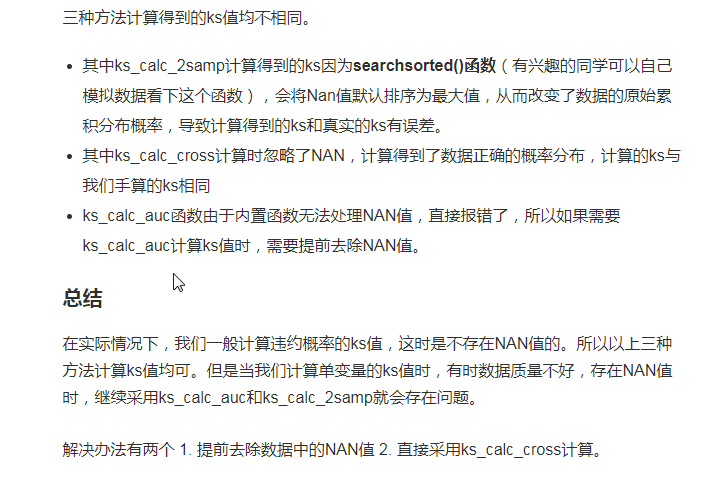 三种方法计算得到的ks值均不相同。
其中ks_calc_2samp计算得到的ks因为searchsorted()函数（有兴趣的同学可以自己
模拟数据看下这个函数），会将Nan值默认排序为最大值，从而改变了数据的原始累
积分布概率，导致计算得到的ks和真实的ks有误差。
其中ks_calc_cross计算时忽略了NAN，计算得到了数据正确的概率分布，计算的ks与
我们手算的ks相同
ks_calc_auc函数由于内置函数无法处理NAN值，直接报错了，所以如果需要
ks_calc_auc计算ks值时，需要提前去除NAN值。
总结
在实际情况下，我们一般计算违约概率的ks值，这时是不存在NAN值的。所以以上三种
方法计算ks值均可。但是当我们计算单变量的ks值时，有时数据质量不好，存在NAN值
时，继续采用ks_calc_auc和ks_calc_2samp就会存在问题。
解决办法有两个 1. 提前去除数据中的NAN值 2. 直接采用ks_calc_cross计算。